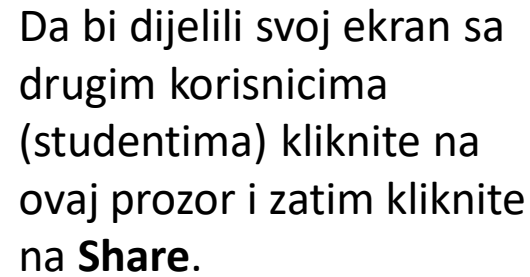 Da bi dijelili svoj ekran sa
drugim korisnicima
(studentima) kliknite na
ovaj prozor i zatim kliknite
na Share.